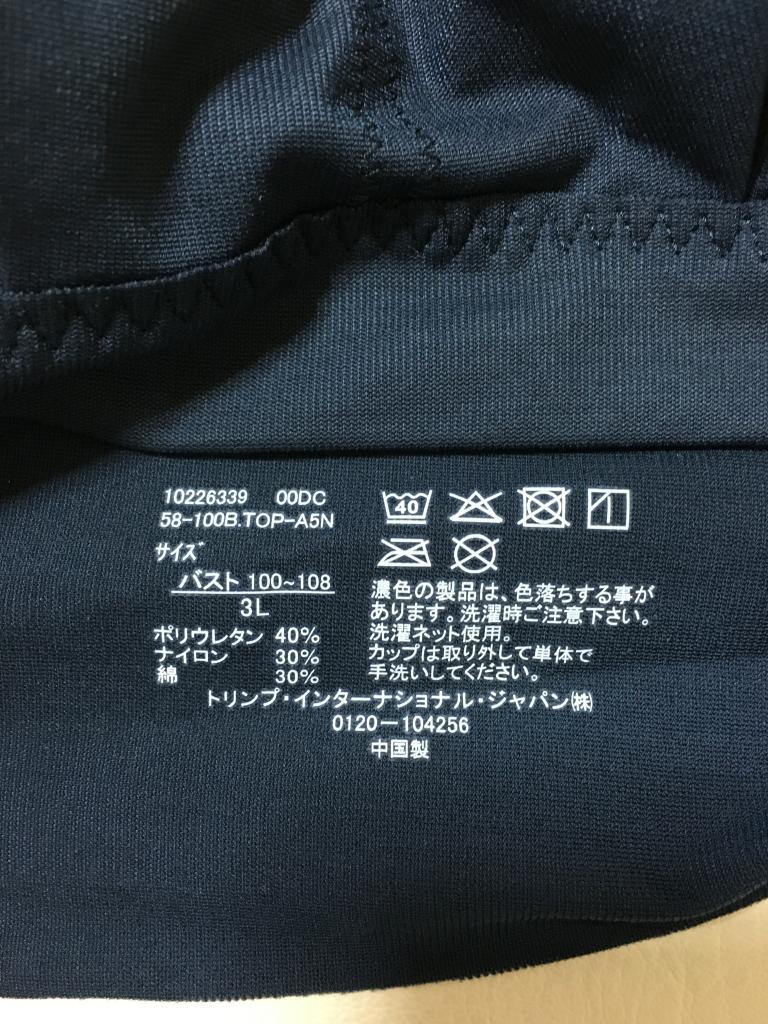 10226339 00DC
58-100B.TOP-A5N
サイズ
バスト 100~108
3L
ポリウレタン 40%
ナイロン 30%
綿 30%
40
濃色の製品は、色落ちする事が
あります。洗濯時ご注意下さい。
洗濯ネット使用。
カップは取り外して単体で
手洗いしてください。
トリンプ・インターナショナル・ジャパン㈱
0120-104256
中国製